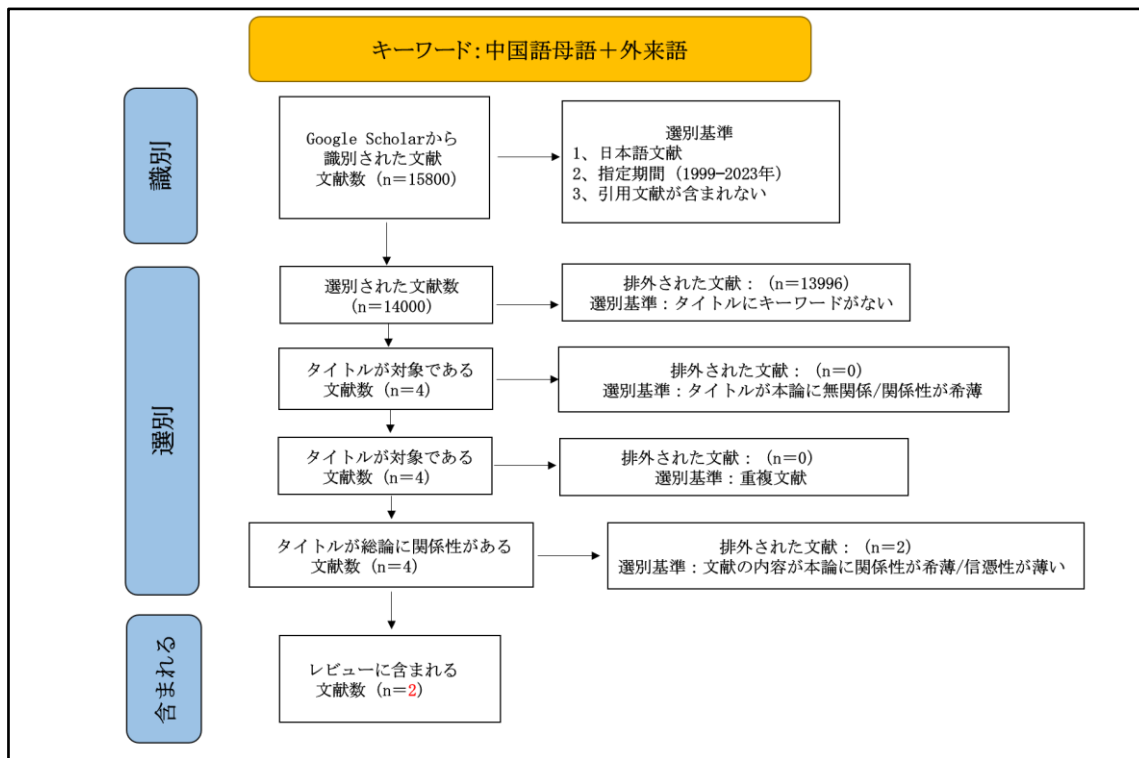 キーワード：中国語母語＋外来語
識別
Google Scholarから
識別された文献
文献数（n＝15800）
選別基準
1、日本語文献
2、指定期間（1999−2023年）
3、引用文献が含まれない
選別
選別された文献数
（n＝14000）
排外された文献：（n＝13996）
選別基準：タイトルにキーワードがない
タイトルが対象である
文献数（n＝4）
排外された文献：（n＝0）
選別基準：タイトルが本論に無関係/関係性が希薄
タイトルが対象である
文献数（n＝4）
排外された文献：（n＝0）
選別基準：重複文献
タイトルが総論に関係性がある
文献数（n＝4）
排外された文献：（n＝2）
選別基準：文献の内容が本論に関係性が希薄/信憑性が薄い
含まれる
レビューに含まれる
文献数（n＝2）